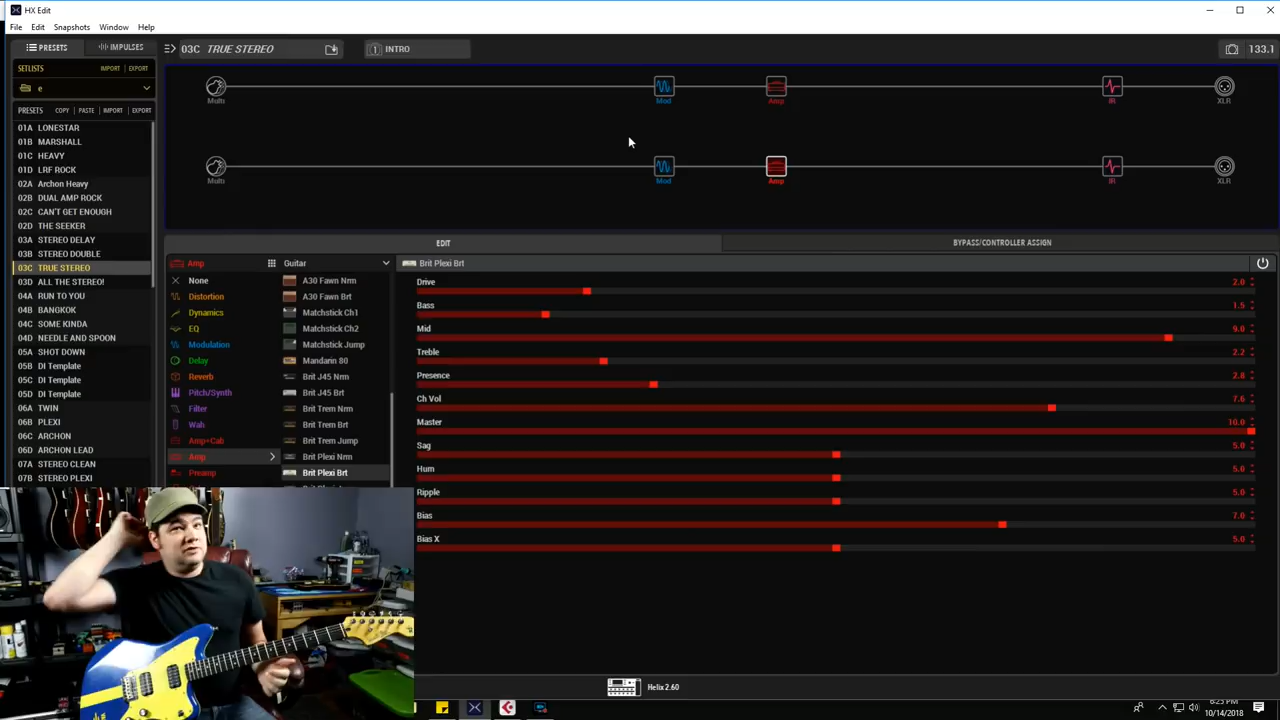 HX Edit
File Edit Snapshots Window Help
PRESETS IMPULSES
03C TRUE STEREO
1 INTRO
133.1
SETLISTS IMPORT EXPORT
e
PRESETS COPY PASTE IMPORT EXPORT
01A LONESTAR
01B MARSHALL
01C HEAVY
01D LRF ROCK
02A Archon Heavy
02B DUAL AMP ROCK
02C CAN'T GET ENOUGH
02D THE SEEKER
03A STEREO DELAY
03B STEREO DOUBLE
03C TRUE STEREO
03D ALL THE STEREO!
04A RUN TO YOU
04B BANGKOK
04C SOME KINDA
04D NEEDLE AND SPOON
05A SHOT DOWN
05B DI Template
05C DI Template
05D DI Template
06A TWIN
06B PLEXI
06C ARCHON
06D ARCHON LEAD
07A STEREO CLEAN
07B STEREO PLEXI
Multi Mod Amp IR XLR
Multi Mod Amp IR XLR
EDIT
BYPASS/CONTROLLER ASSIGN
Amp
None
Distortion
Dynamics
EQ
Modulation
Delay
Reverb
Pitch/Synth
Filter
Wah
Amp+Cab
Amp
Preamp
Guitar
A30 Fawn Nrm
A30 Fawn Brt
Matchstick Ch1
Matchstick Ch2
Matchstick Jump
Mandarin 80
Brit J45 Nrm
Brit J45 Brt
Brit Trem Nrm
Brit Trem Brt
Brit Trem Jump
Brit Plexi Nrm
Brit Plexi Brt
Brit Plexi Brt
Drive 2.0
Bass 1.5
Mid 9.0
Treble 2.2
Presence 2.8
Ch Vol 7.6
Master 10.0
Sag 5.0
Hum 5.0
Ripple 5.0
Bias 7.0
Bias X 5.0
Helix 2.60
6:25 PM
10/14/2018